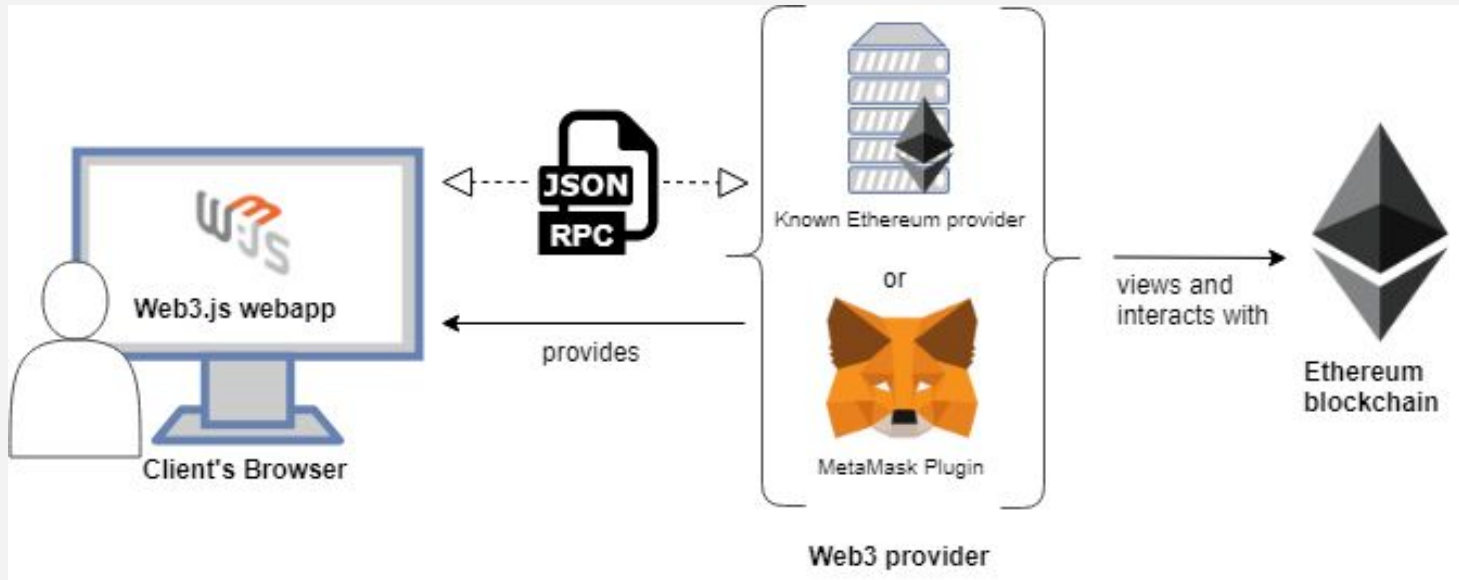 W3JS
Web3.js webapp
Client's Browser
JSON
RPC
provides
Known Ethereum provider
or
MetaMask Plugin
Web3 provider
views and
interacts with
Ethereum
blockchain